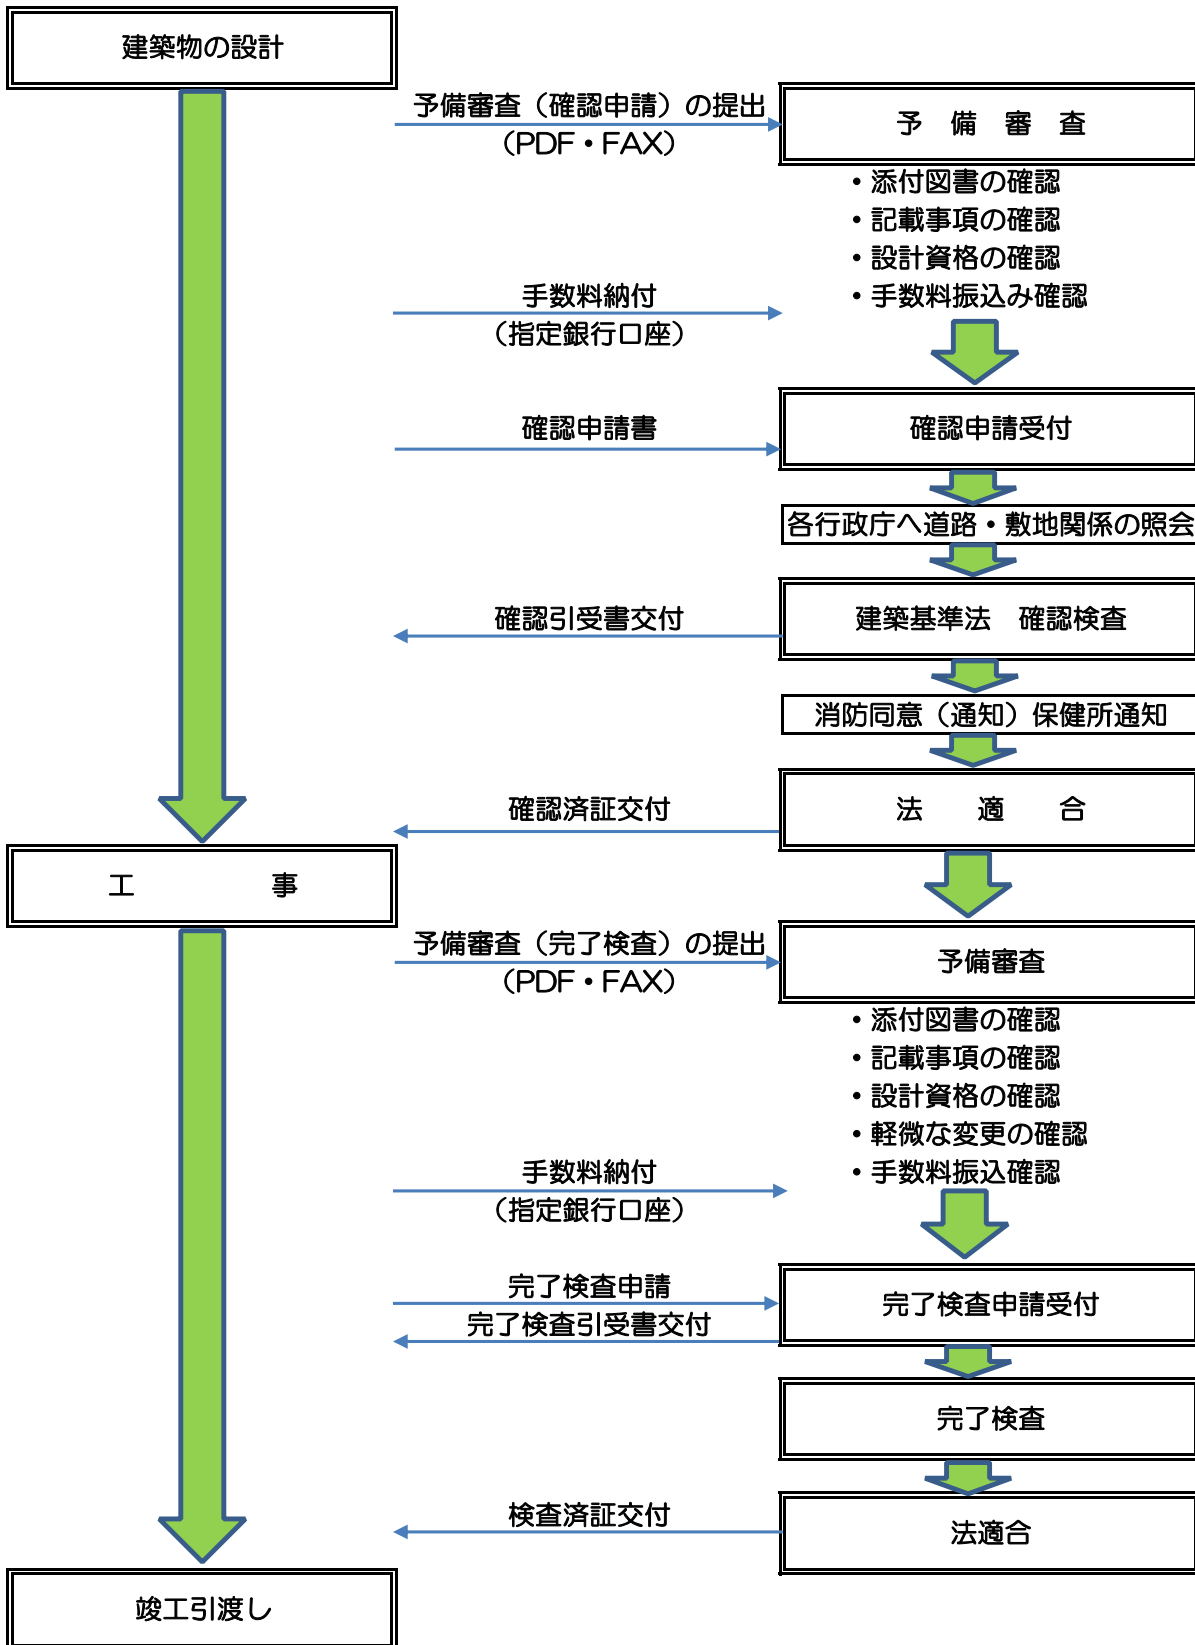 建築物の設計
予備審査（確認申請）の提出
（PDF・FAX）
予　備　審　査
・添付図書の確認
・記載事項の確認
・設計資格の確認
・手数料振込み確認
手数料納付
（指定銀行口座）
確認申請書
確認申請受付
各行政庁へ道路・敷地関係の照会
確認引受書交付
建築基準法　確認検査
消防同意（通知）保健所通知
確認済証交付
法　　適　　合
工　　　　　事
予備審査（完了検査）の提出
（PDF・FAX）
予備審査
・添付図書の確認
・記載事項の確認
・設計資格の確認
・軽微な変更の確認
・手数料振込確認
手数料納付
（指定銀行口座）
完了検査申請
完了検査引受書交付
完了検査申請受付
完了検査
検査済証交付
法適合
竣工引渡し